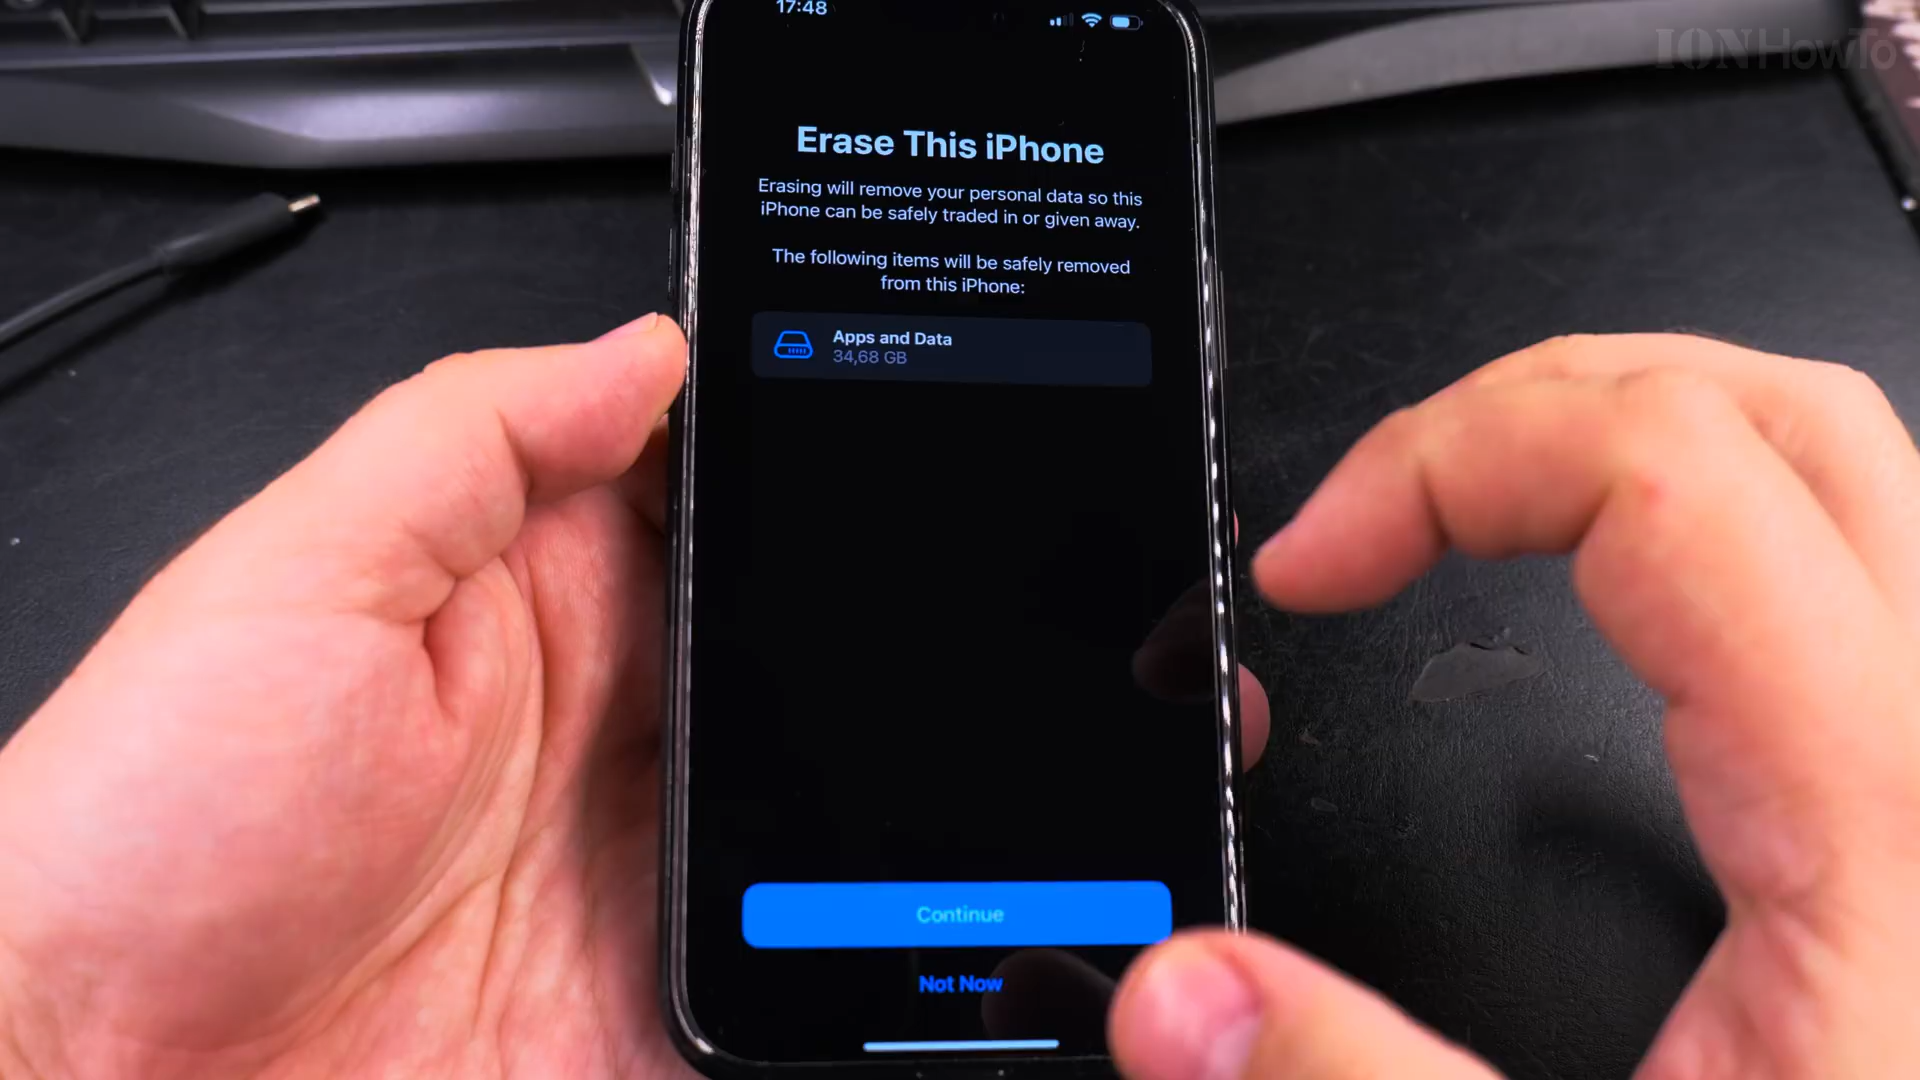 17:48
IONHowTo
Erase This iPhone
Erasing will remove your personal data so this
iPhone can be safely traded in or given away.
The following items will be safely removed
from this iPhone:
Apps and Data
34,68 GB
Continue
Not Now